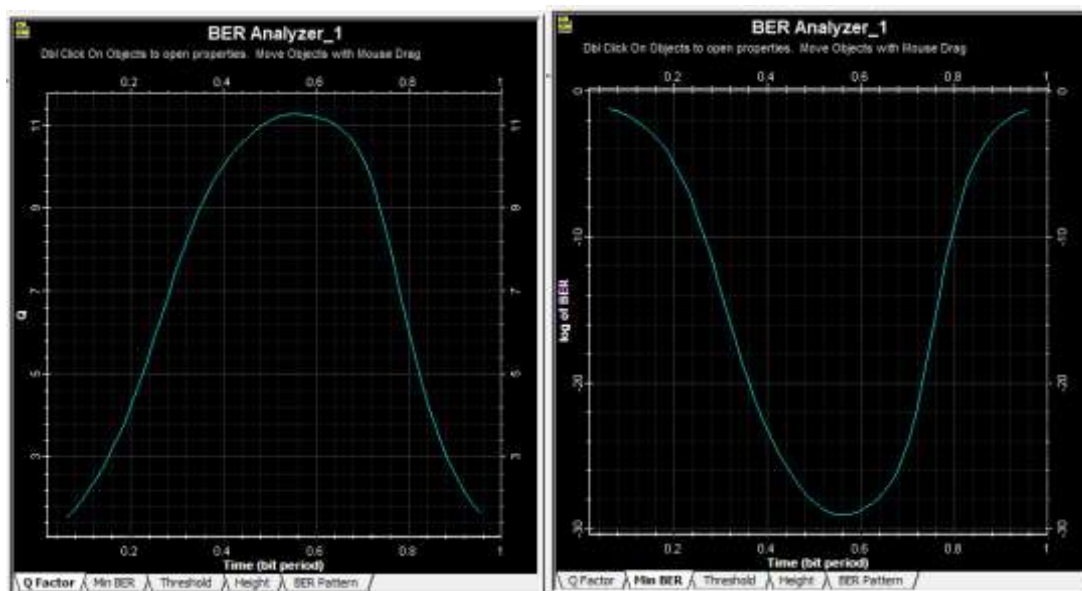 BER Analyzer_1
Dbl Click On Objects to open properties. Move Objects with Mouse Drag
0.2 0.4 0.6 0.8 1
11 11
9 9
7 7
Q
5 5
3 3
0.2 0.4 0.6 0.8 1
Time (bit period)
Q Factor Min BER Threshold Height BER Pattern
BER Analyzer_1
Dbl Click On Objects to open properties. Move Objects with Mouse Drag
0.2 0.4 0.6 0.8 1
0 0
-10 -10
log of BER
-20 -20
-30 -30
0.2 0.4 0.6 0.8 1
Time (bit period)
Q Factor Min BER Threshold Height BER Pattern